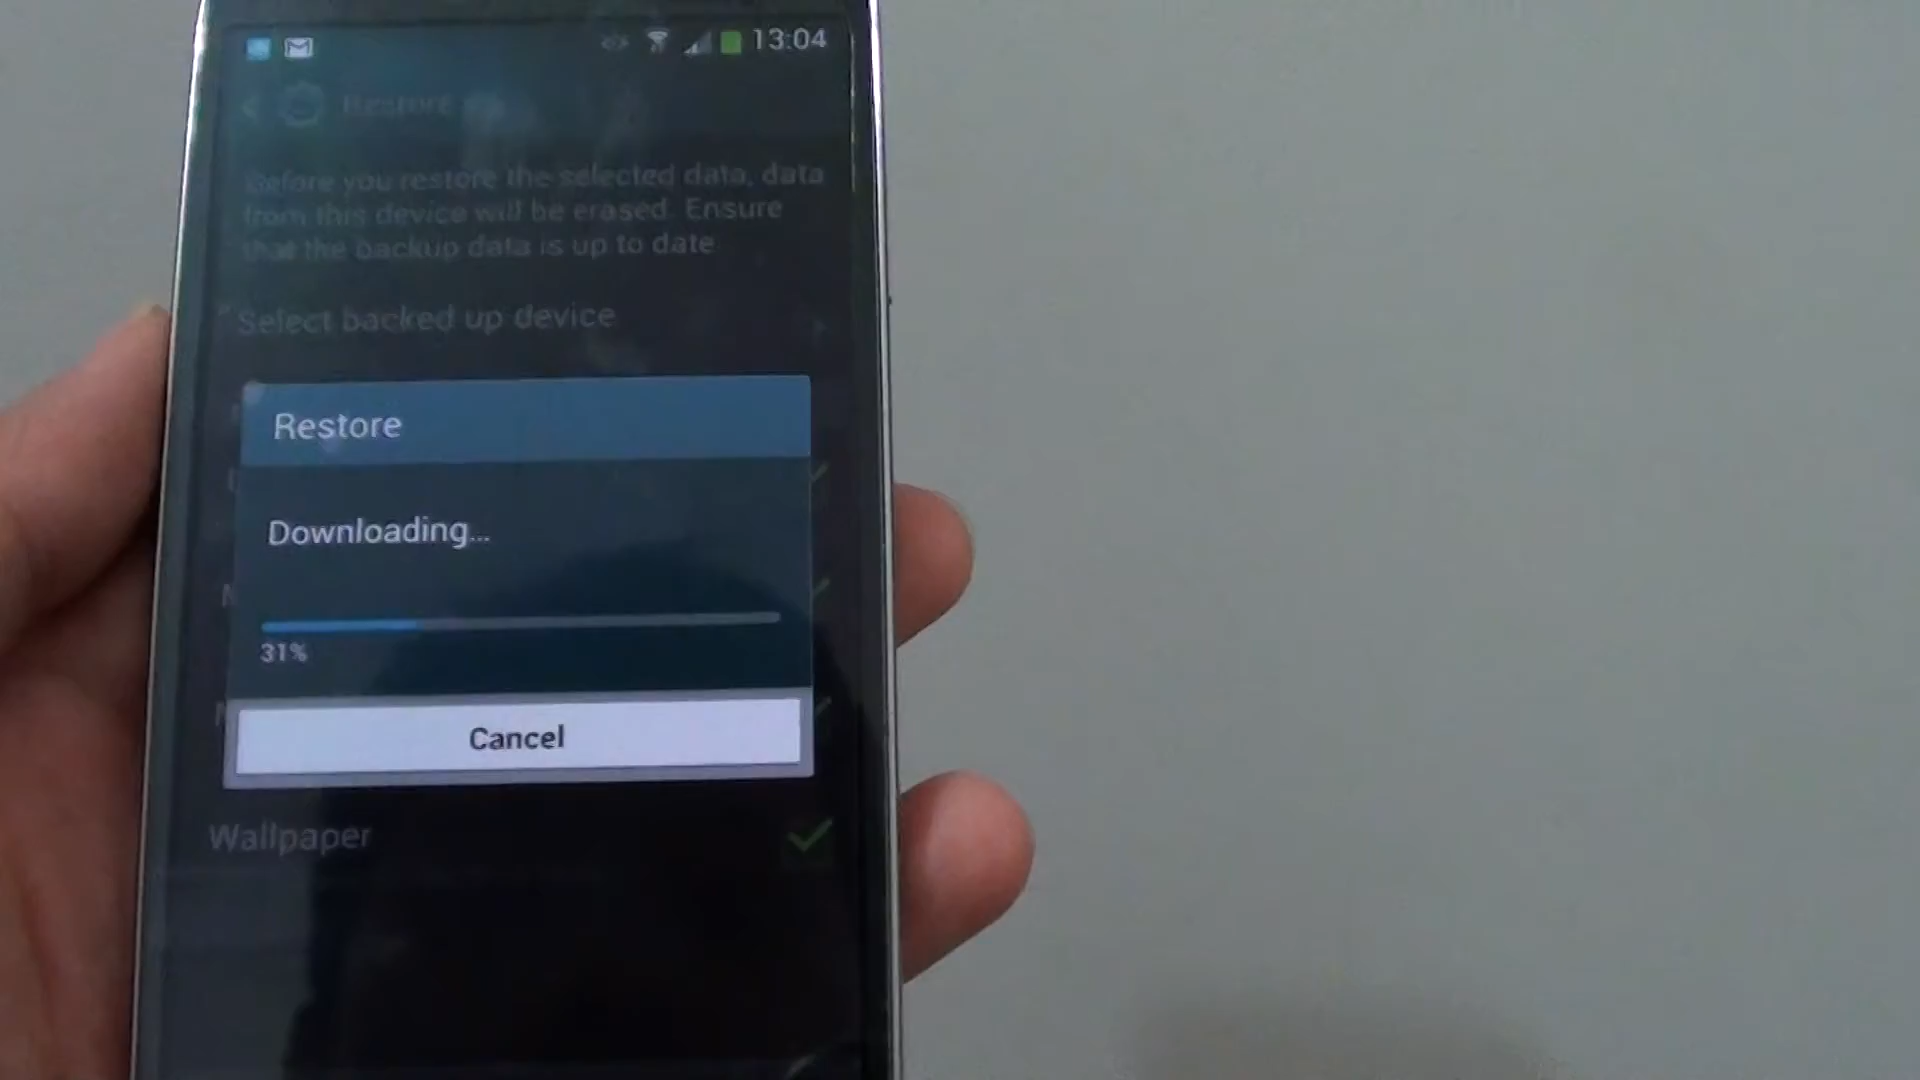 13:04
Restore
Before you restore the selected data, data
from this device will be erased. Ensure
that the backup data is up to date
Select backed up device
Restore
Downloading...
31%
Cancel
Wallpaper